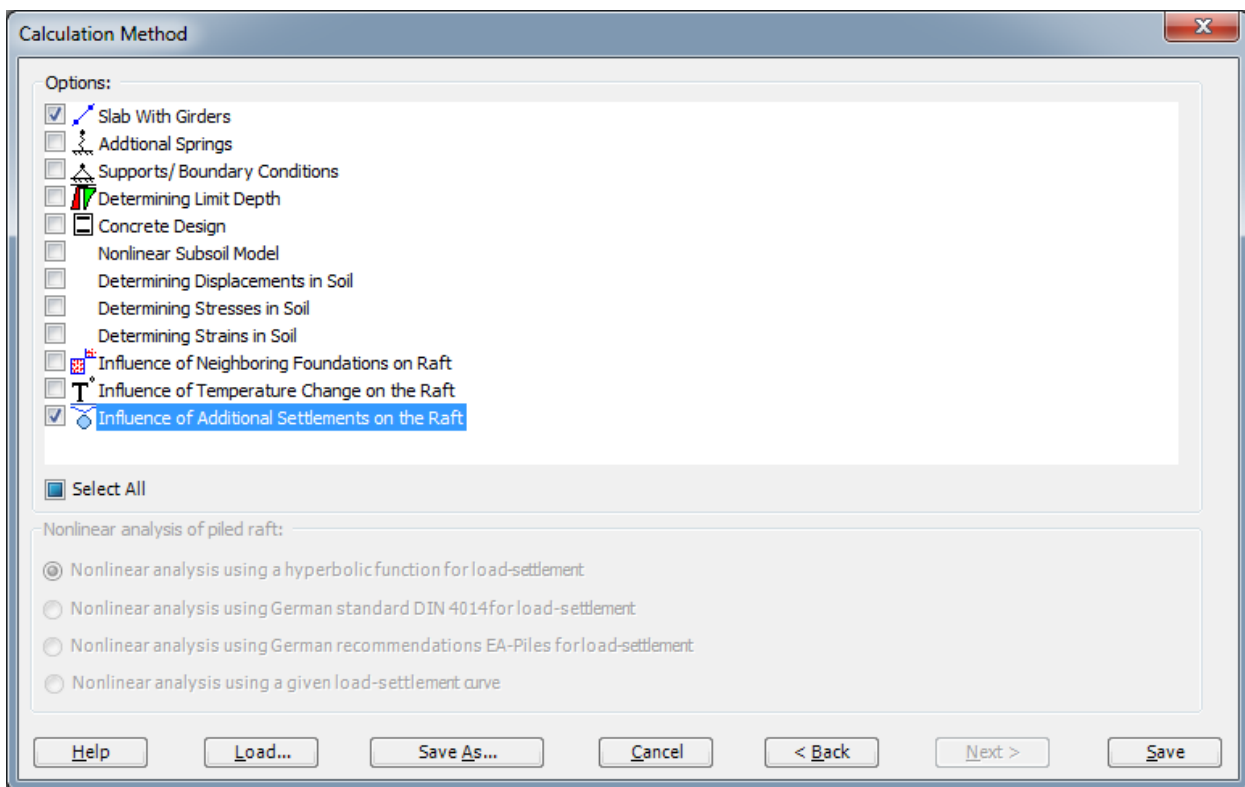 Calculation Method
Options:
Slab With Girders
Addtional Springs
Supports/ Boundary Conditions
Determining Limit Depth
Concrete Design
Nonlinear Subsoil Model
Determining Displacements in Soil
Determining Stresses in Soil
Determining Strains in Soil
Influence of Neighboring Foundations on Raft
T° Influence of Temperature Change on the Raft
Influence of Additional Settlements on the Raft
Select All
Nonlinear analysis of piled raft:
Nonlinear analysis using a hyperbolic function for load-settlement
Nonlinear analysis using German standard DIN 4014 for load-settlement
Nonlinear analysis using German recommendations EA-Piles for load-settlement
Nonlinear analysis using a given load-settlement curve
Help Load... Save As... Cancel < Back Next > Save